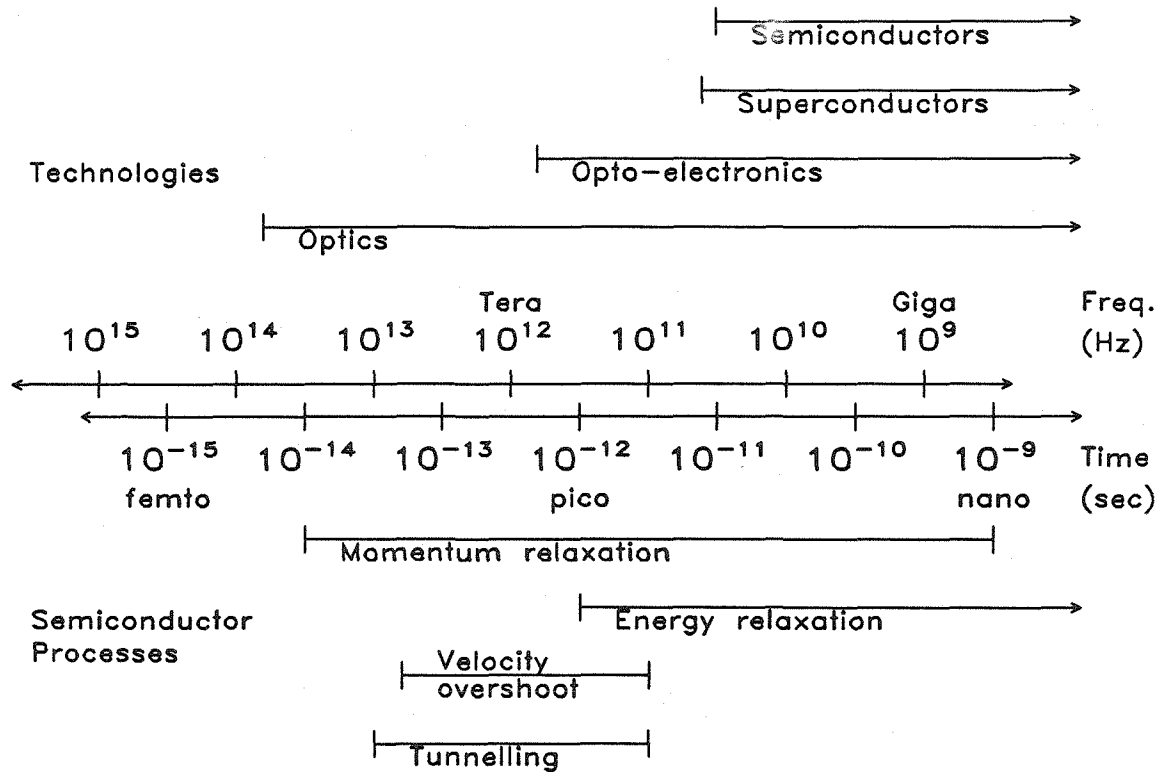 Semiconductors
Superconductors
Technologies
Opto-electronics
Optics
Tera Giga Freq.
10¹⁵ 10¹⁴ 10¹³ 10¹² 10¹¹ 10¹⁰ 10⁹ (Hz)
10⁻¹⁵ 10⁻¹⁴ 10⁻¹³ 10⁻¹² 10⁻¹¹ 10⁻¹⁰ 10⁻⁹ Time
femto pico nano (sec)
Momentum relaxation
Semiconductor
Processes
Energy relaxation
Velocity
overshoot
Tunnelling